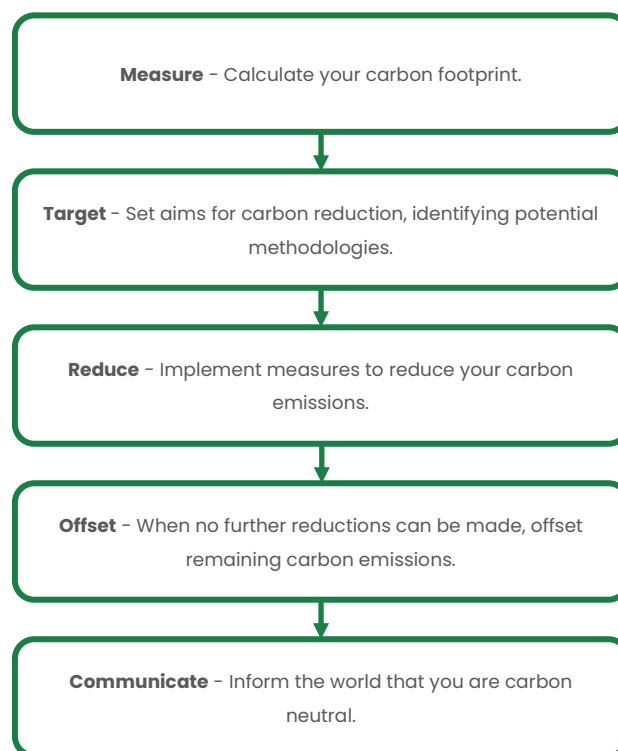 Measure - Calculate your carbon footprint.
Target - Set aims for carbon reduction, identifying potential
methodologies.
Reduce - Implement measures to reduce your carbon
emissions.
Offset - When no further reductions can be made, offset
remaining carbon emissions.
Communicate - Inform the world that you are carbon
neutral.